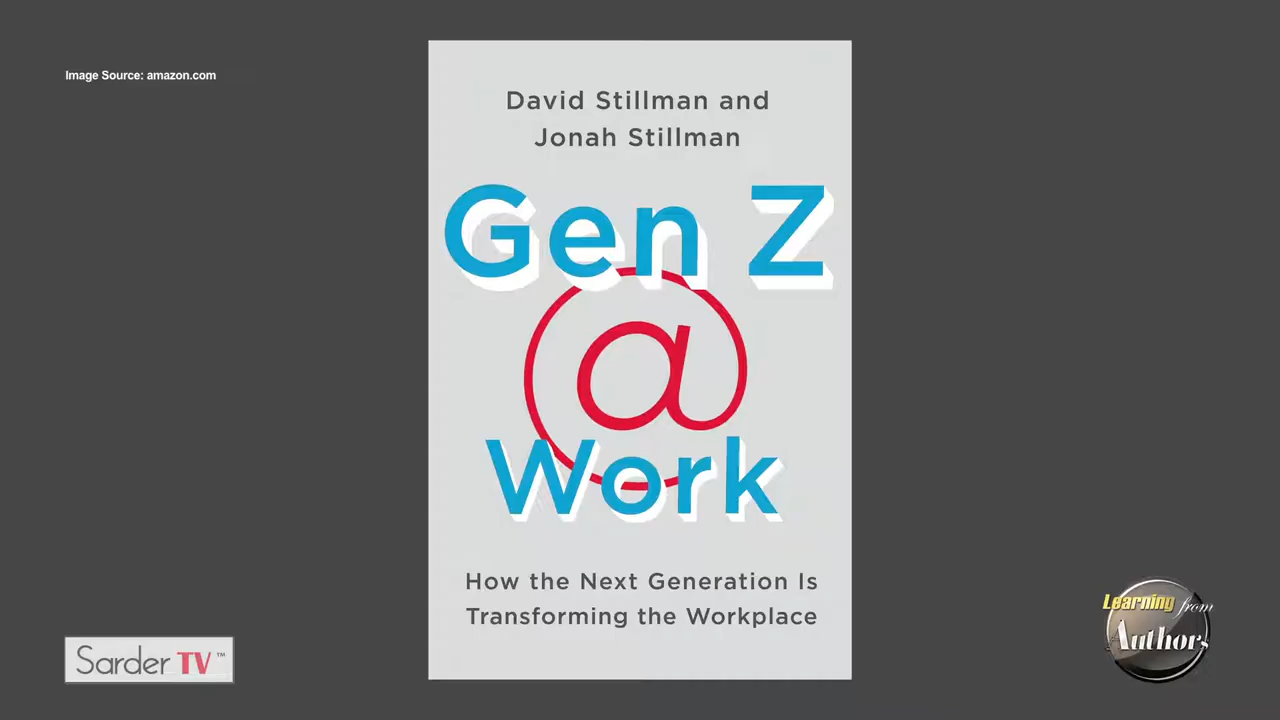 Image Source: amazon.com
David Stillman and
Jonah Stillman
Gen Z
@
Work
How the Next Generation Is
Transforming the Workplace
Sarder TV™
Learning from
Authors